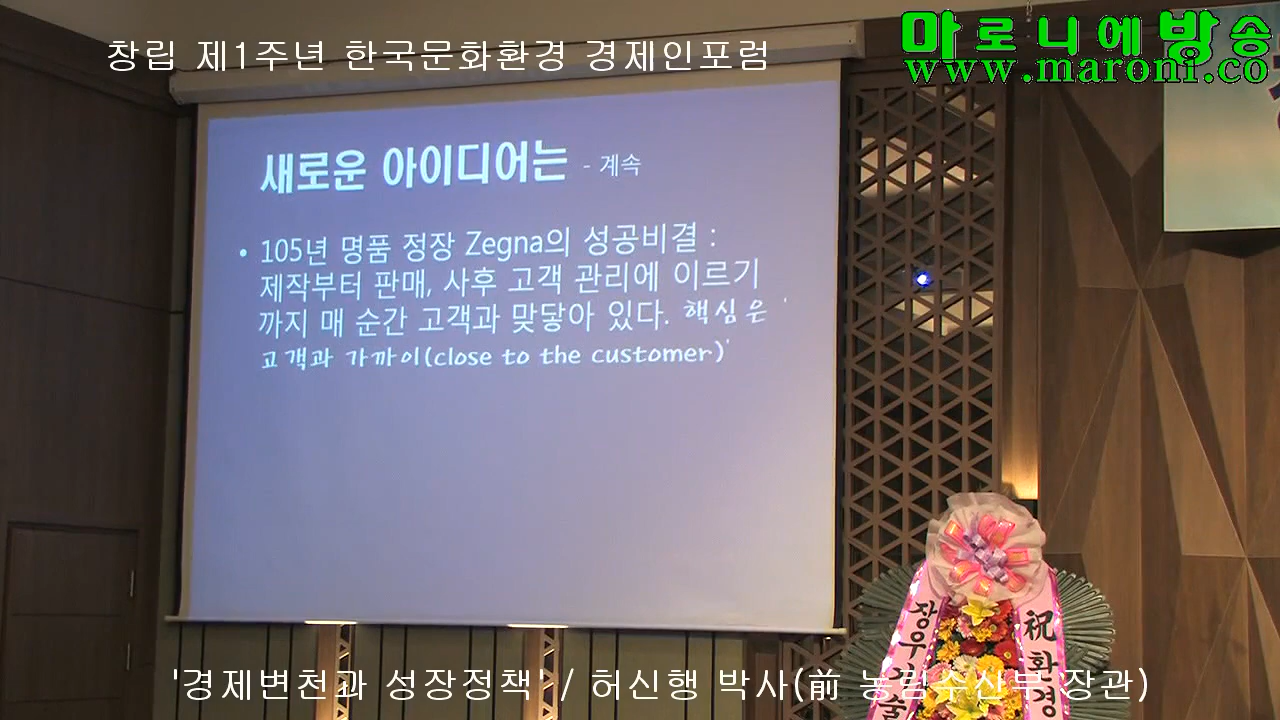 창립 제1주년 한국문화환경 경제인포럼
마로니에방송
www.maroni.co
새로운 아이디어는 - 계속
• 105년 명품 정장 Zegna의 성공비결 :
제작부터 판매, 사후 고객 관리에 이르기
까지 매 순간 고객과 맞닿아 있다. 핵심은 '
고객과 가까이(close to the customer)'
장우
祝 화경
'경제변천과 성장정책' / 허신행 박사(前 농림수산부 장관)